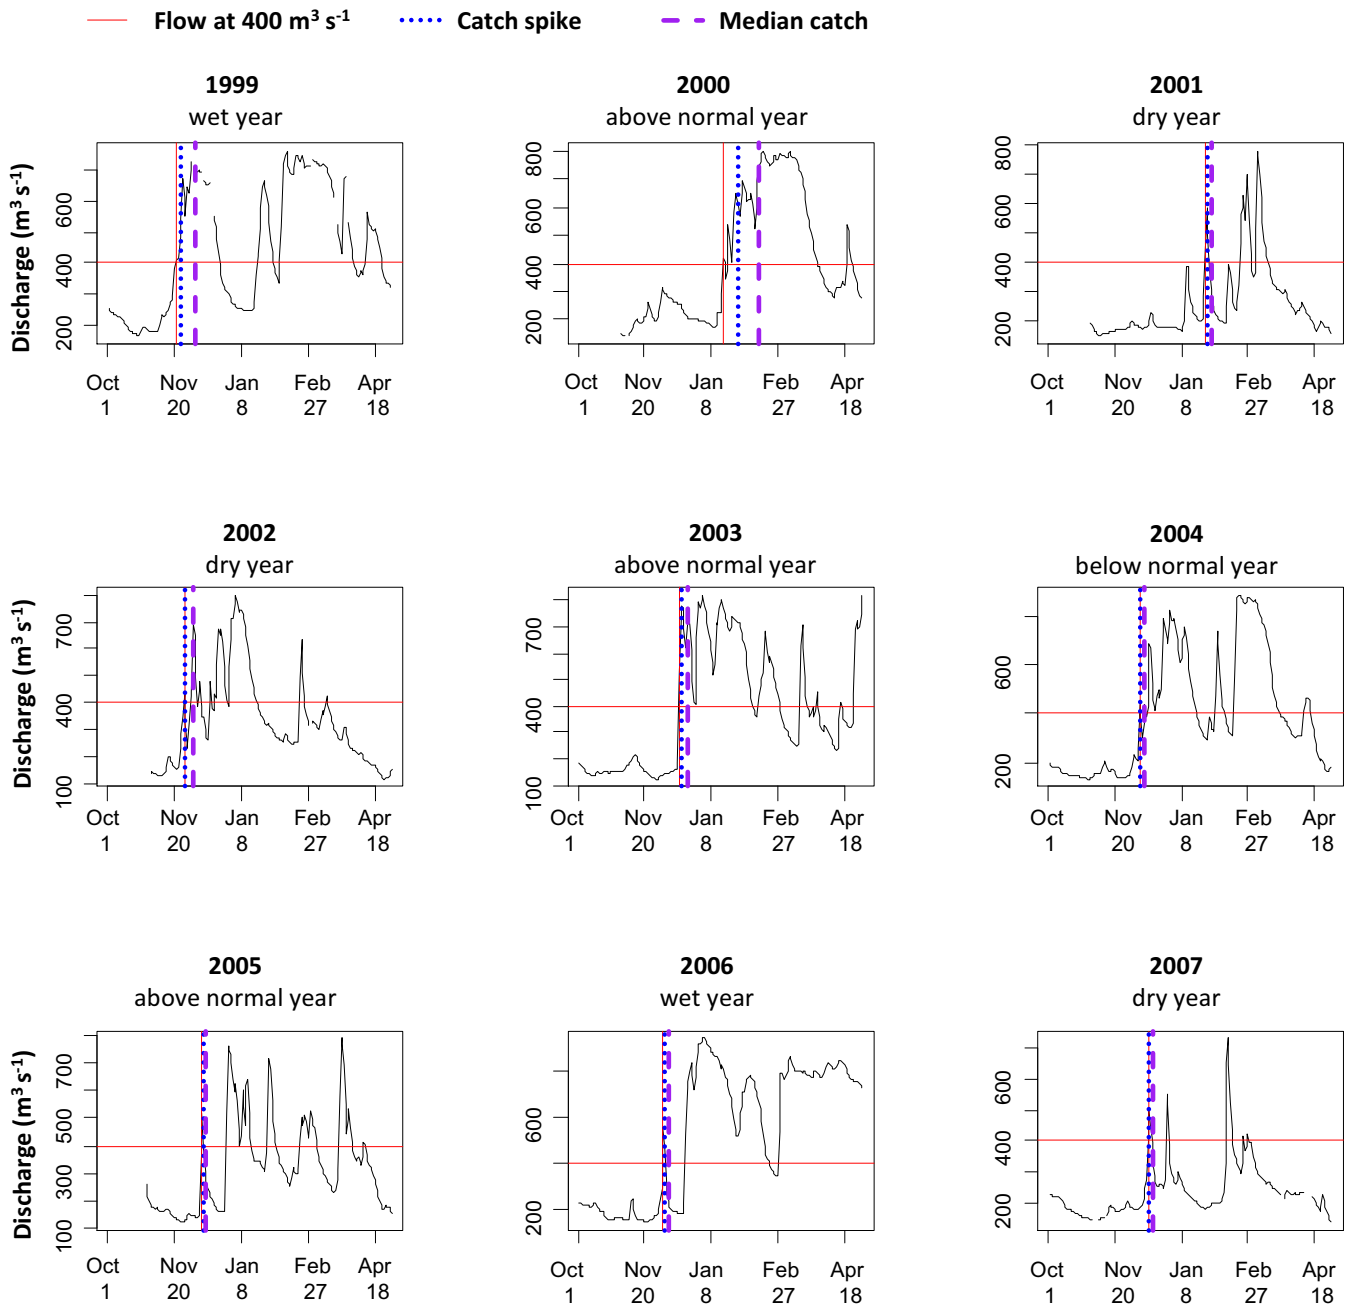 Flow at 400 m³ s⁻¹ Catch spike Median catch
1999 2000 2001
wet year above normal year dry year
Discharge (m³ s⁻¹)
200 400 600
200 400 600 800
200 400 600 800
Oct Nov Jan Feb Apr
1 20 8 27 18
Oct Nov Jan Feb Apr
1 20 8 27 18
Oct Nov Jan Feb Apr
1 20 8 27 18
2002 2003 2004
dry year above normal year below normal year
Discharge (m³ s⁻¹)
100 400 700
100 400 700
200 600
Oct Nov Jan Feb Apr
1 20 8 27 18
Oct Nov Jan Feb Apr
1 20 8 27 18
Oct Nov Jan Feb Apr
1 20 8 27 18
2005 2006 2007
above normal year wet year dry year
Discharge (m³ s⁻¹)
100 300 500 700
200 600
200 400 600
Oct Nov Jan Feb Apr
1 20 8 27 18
Oct Nov Jan Feb Apr
1 20 8 27 18
Oct Nov Jan Feb Apr
1 20 8 27 18